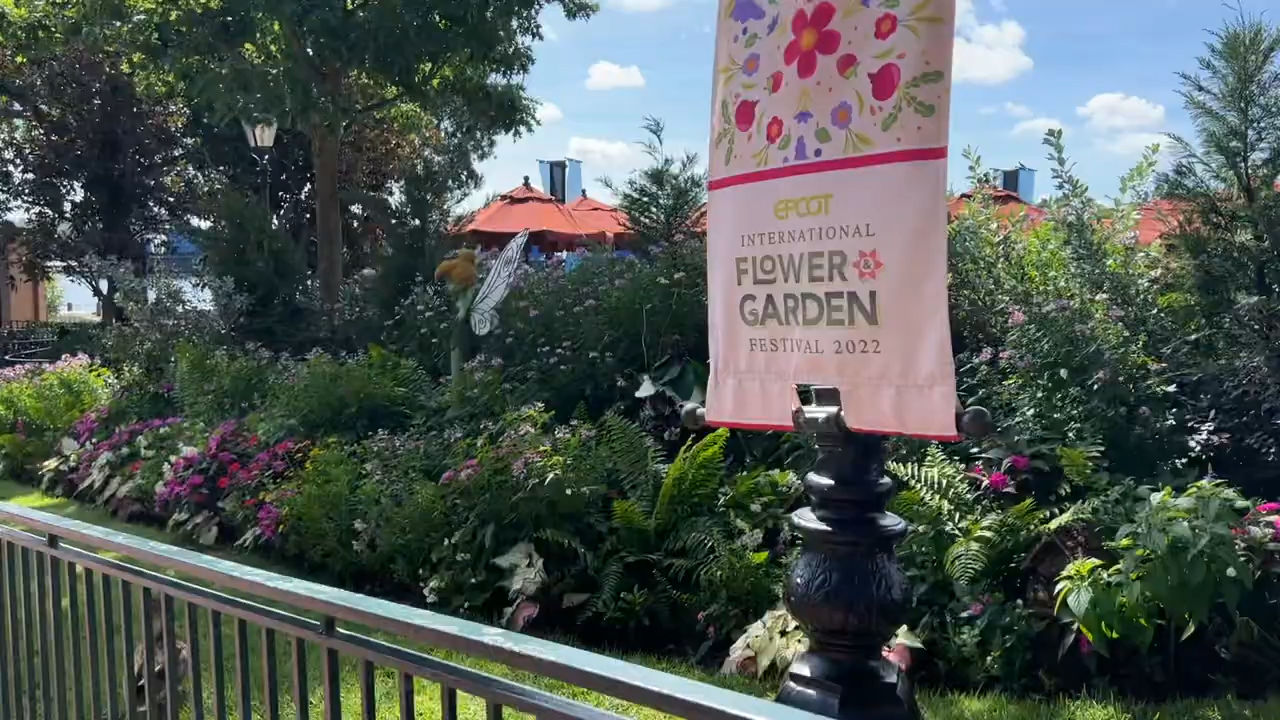 EPCOT
INTERNATIONAL
FLOWER &
GARDEN
FESTIVAL 2022